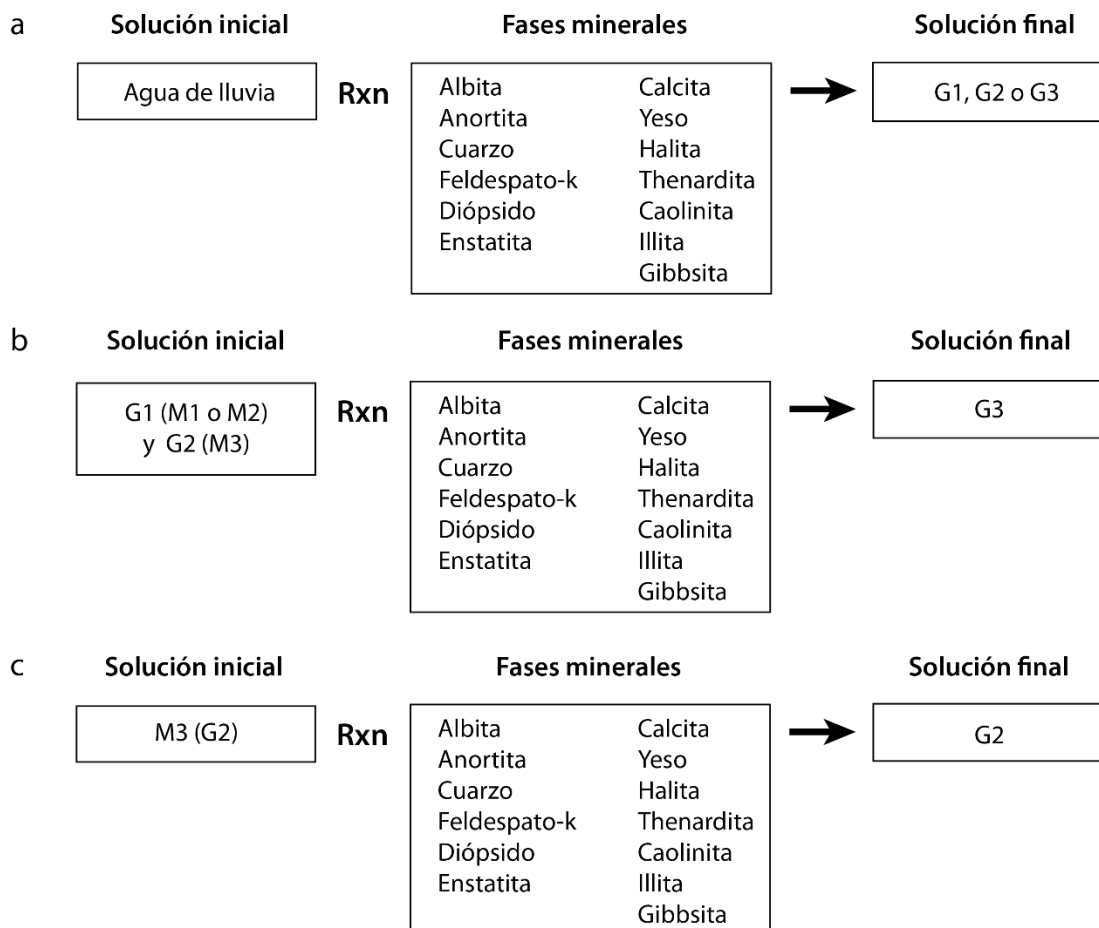 a
Solución inicial
Fases minerales
Solución final
Agua de lluvia
Rxn
Albita
Anortita
Cuarzo
Feldespato-k
Diópsido
Enstatita
Calcita
Yeso
Halita
Thenardita
Caolinita
Illita
Gibbsita
G1, G2 o G3
b
Solución inicial
Fases minerales
Solución final
G1 (M1 o M2)
y G2 (M3)
Rxn
Albita
Anortita
Cuarzo
Feldespato-k
Diópsido
Enstatita
Calcita
Yeso
Halita
Thenardita
Caolinita
Illita
Gibbsita
G3
c
Solución inicial
Fases minerales
Solución final
M3 (G2)
Rxn
Albita
Anortita
Cuarzo
Feldespato-k
Diópsido
Enstatita
Calcita
Yeso
Halita
Thenardita
Caolinita
Illita
Gibbsita
G2